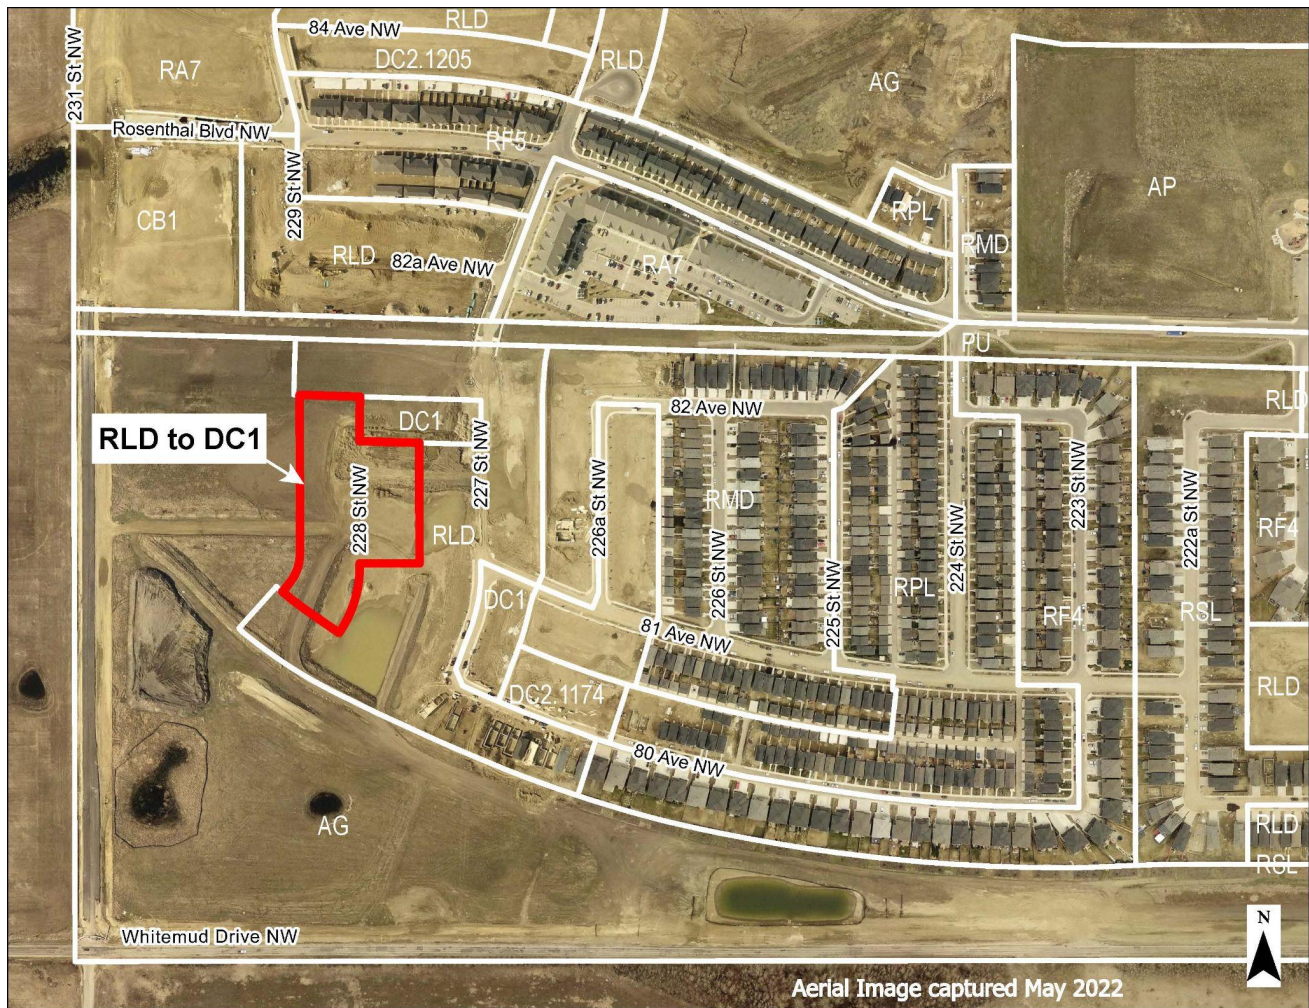 84 Ave NW
RLD
231 St NW
RA7
DC2.1205
RLD
AG
Rosenthal Blvd NW
RF5
AP
229 St NW
CB1
RPL
RLD
82a Ave NW
RA7
RMD
PU
RLD
RLD to DC1
DC1
82 Ave NW
227 St NW
226a St NW
RMD
228 St NW
RLD
226 St NW
225 St NW
RPL
224 St NW
223 St NW
RF4
222a St NW
RSL
RF4
DC1
81 Ave NW
DC2.1174
RLD
80 Ave NW
AG
RLD
RSL
Whitemud Drive NW
N
Aerial Image captured May 2022